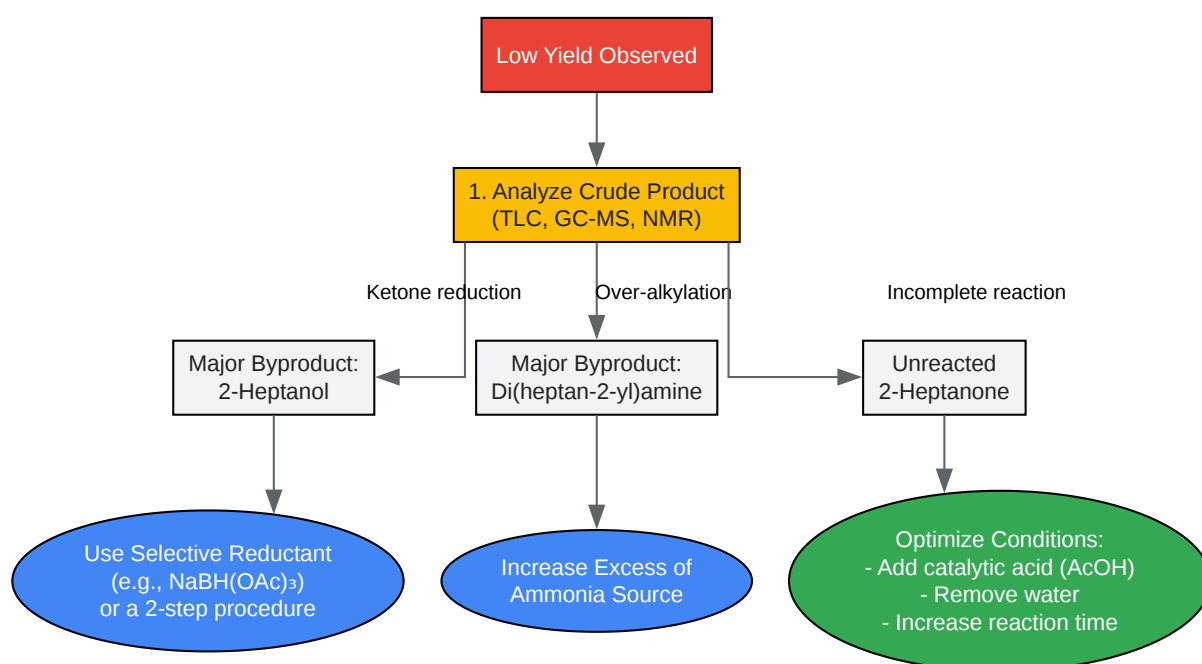 Low Yield Observed
1. Analyze Crude Product
(TLC, GC-MS, NMR)
Ketone reduction
Over-alkylation
Incomplete reaction
Major Byproduct:
2-Heptanol
Major Byproduct:
Di(heptan-2-yl)amine
Unreacted
2-Heptanone
Use Selective Reductant
(e.g., NaBH(OAc)₃)
or a 2-step procedure
Increase Excess of
Ammonia Source
Optimize Conditions:
- Add catalytic acid (AcOH)
- Remove water
- Increase reaction time